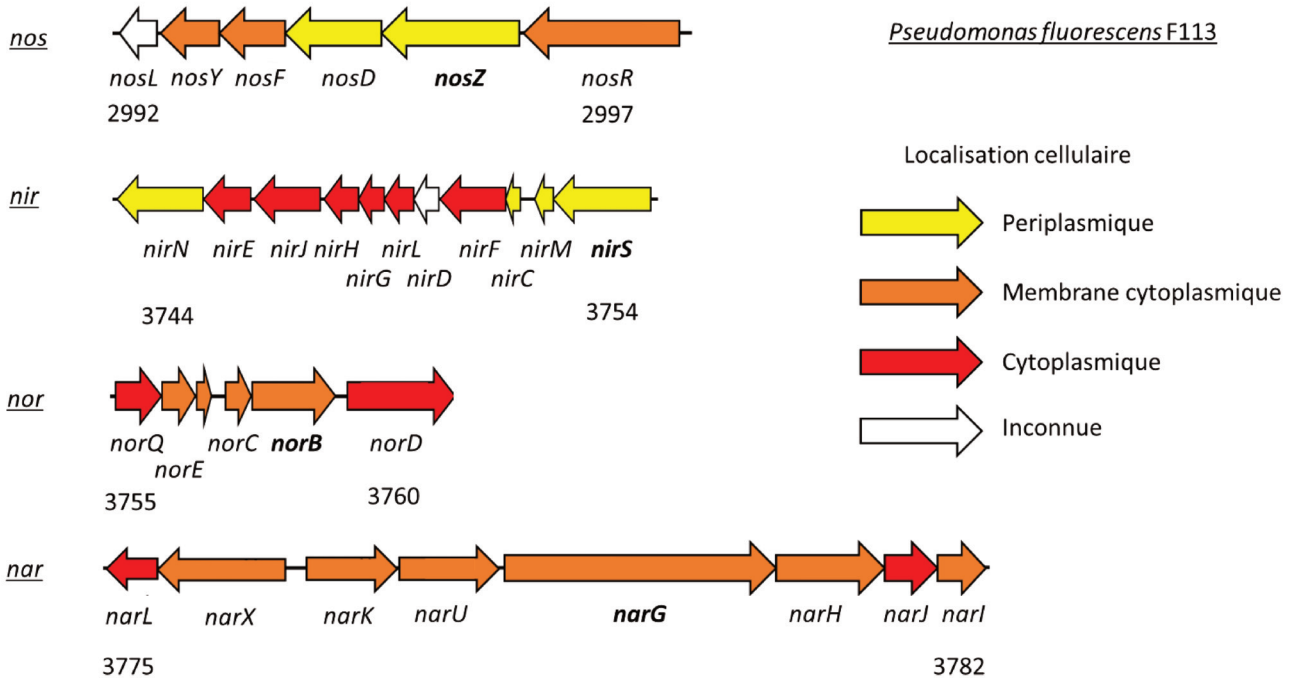 nos
Pseudomonas fluorescens F113
nosL nosY nosF nosD nosZ nosR
2992 2997
Localisation cellulaire
nir
Periplasmique
nirN nirE nirJ nirH nirL nirF nirM nirS
nirG nirD nirC
Membrane cytoplasmique
3744 3754
Cytoplasmique
nor
Inconnue
norQ norC norB norD
norE
3755 3760
nar
narL narX narK narU narG narH narJ narI
3775 3782